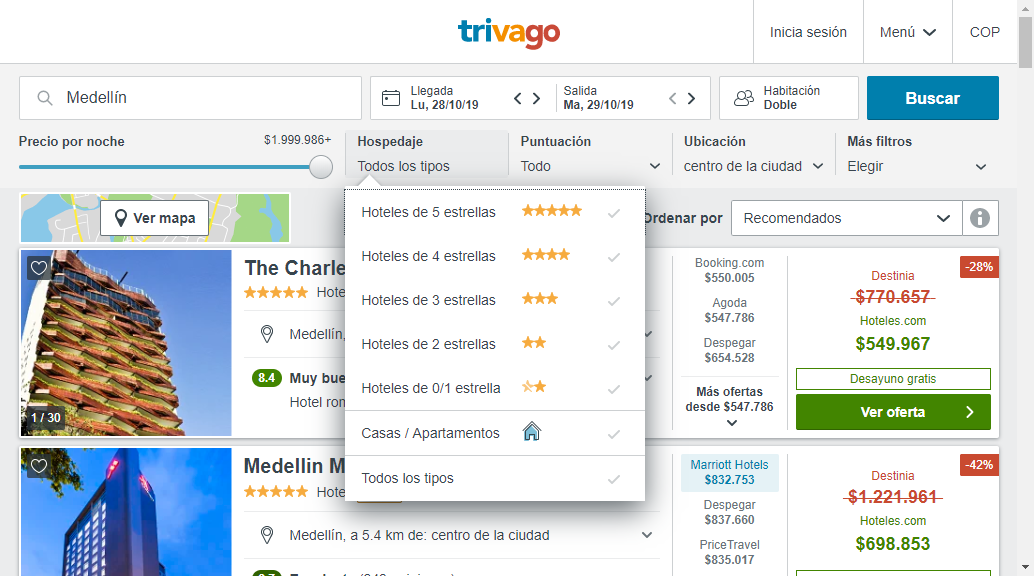 trivago
Inicia sesión
Menú
COP
Medellín
Llegada
Lu, 28/10/19
Salida
Ma, 29/10/19
Habitación
Doble
Buscar
Precio por noche
$1.999.986+
Hospedaje
Todos los tipos
Puntuación
Todo
Ubicación
centro de la ciudad
Más filtros
Elegir
Ver mapa
Ordenar por
Recomendados
Hoteles de 5 estrellas
Hoteles de 4 estrellas
Hoteles de 3 estrellas
Hoteles de 2 estrellas
Hoteles de 0/1 estrella
Casas / Apartamentos
Todos los tipos
The Charle
Hote
Medellín,
8.4 Muy bue
Hotel ron
1 / 30
Booking.com
$550.005
Agoda
$547.786
Despegar
$654.528
Más ofertas
desde $547.786
-28%
Destinia
$770.657
Hoteles.com
$549.967
Desayuno gratis
Ver oferta
Medellin M
Hote
Medellín, a 5.4 km de: centro de la ciudad
Marriott Hotels
$832.753
Despegar
$837.660
PriceTravel
$835.017
-42%
Destinia
$1.221.961
Hoteles.com
$698.853